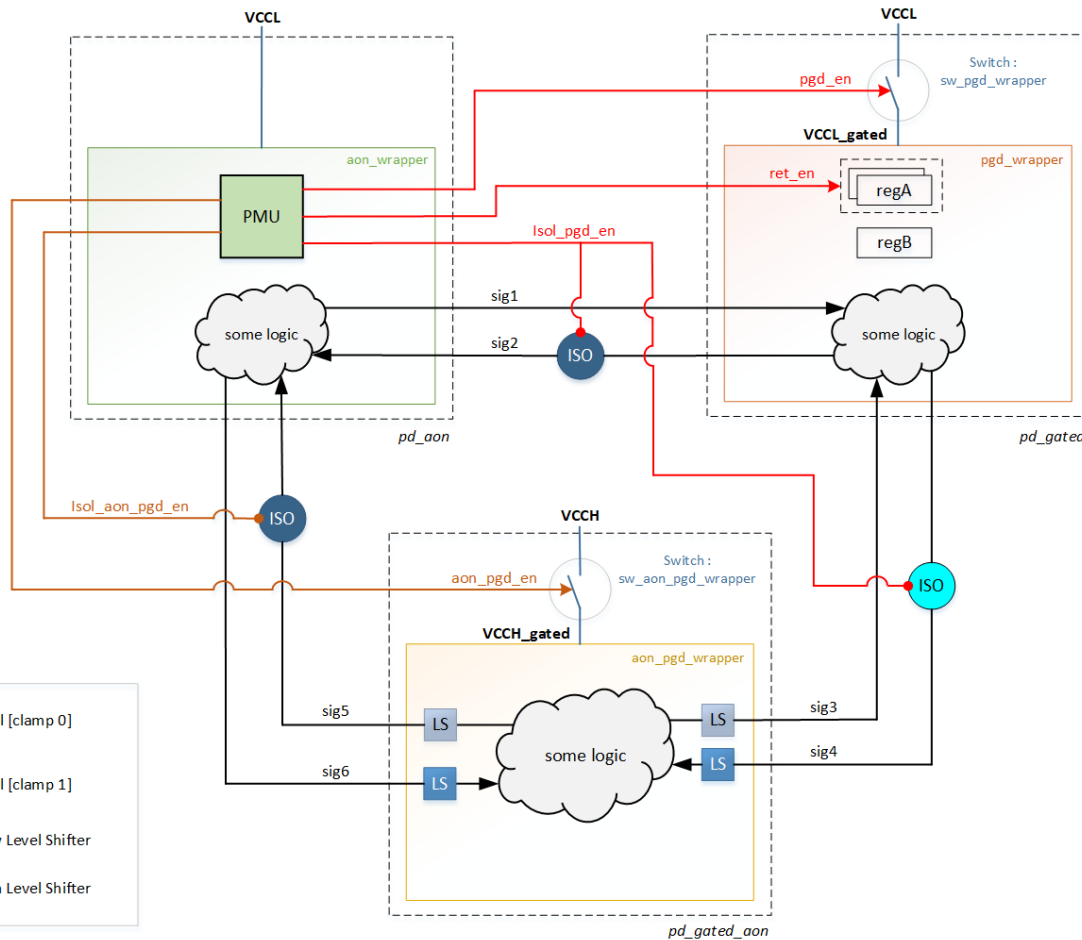 VCCL
VCCL
Switch :
sw_pgd_wrapper
pgd_en
VCCL_gated
aon_wrapper
pgd_wrapper
ret_en
regA
PMU
Isol_pgd_en
regB
sig1
some logic
some logic
sig2
ISO
pd_aon
pd_gated
Isol_aon_pgd_en
ISO
VCCH
Switch :
sw_aon_pgd_wrapper
aon_pgd_en
ISO
VCCH_gated
aon_pgd_wrapper
sig5
LS
LS
sig3
l [clamp 0]
some logic
sig4
sig6
LS
LS
l [clamp 1]
Level Shifter
Level Shifter
pd_gated_aon